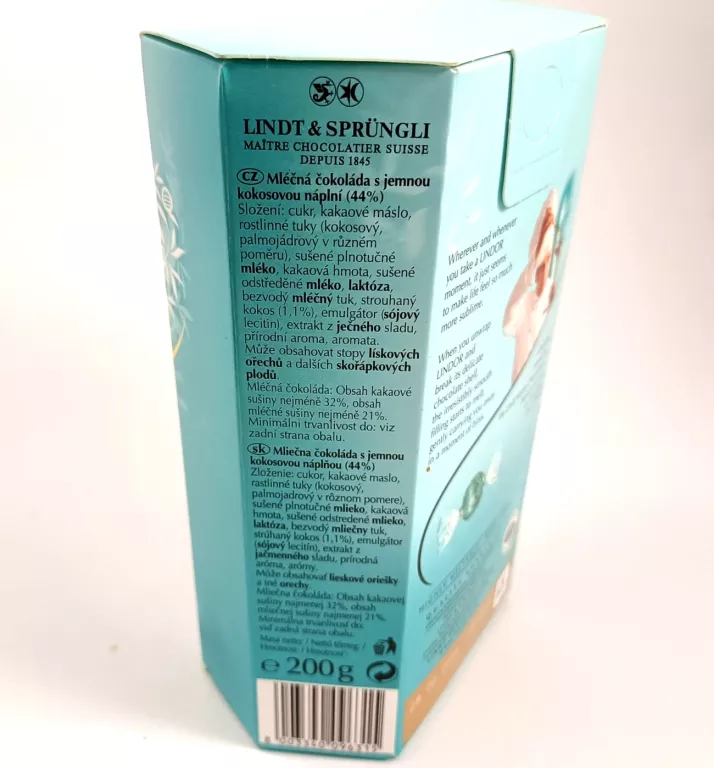 LINDT & SPRÜNGLI
MAÎTRE CHOCOLATIER SUISSE
DEPUIS 1845
CZ Mléčná čokoláda s jemnou
kokosovou náplní (44%)
Složení: cukr, kakaové máslo,
rostlinné tuky (kokosový,
palmojádrový v různém
poměru), sušené plnotučné
mléko, kakaová hmota, sušené
odstředěné mléko, laktóza,
bezvodý mléčný tuk, strouhaný
kokos (1,1%), emulgátor (sójový
lecitin), extrakt z ječného sladu,
přírodní aroma, aromata.
Může obsahovat stopy lískových
ořechů a dalších skořápkových
plodů.
Mléčná čokoláda: Obsah kakaové
sušiny nejméně 32%, obsah
mléčné sušiny nejméně 21%.
Minimální trvanlivost do: viz
zadní strana obalu.
SK Mliečna čokoláda s jemnou
kokosovou náplňou (44%)
Zloženie: cukor, kakaové maslo,
rastlinné tuky (kokosový,
palmojadrový v rôznom pomere),
sušené plnotučné mlieko, kakaová
hmota, sušené odstredené mlieko,
laktóza, bezvodý mliečny tuk,
strúhaný kokos (1,1%), emulgátor
(sójový lecitín), extrakt z
jačmenného sladu, prírodná
aróma, arómy.
Môže obsahovať lieskové oriešky
a iné orechy.
Mliečna čokoláda: Obsah kakaovej
sušiny najmenej 32%, obsah
mliečnej sušiny najmenej 21%.
Minimálna trvanlivosť do:
viď zadná strana obalu.
Masa netto: / Nettó tömeg: /
Hmotnost: / Hmotnosť:
e 200g
8 003340 096339
Wherever and whenever
you take a LINDOR
moment, it just seems
to make life feel so much
more sublime.
When you unwrap
LINDOR and
break its delicate
chocolate shell,
the irresistibly smooth
filling starts to melt,
gently carrying you away
in a moment of bliss.